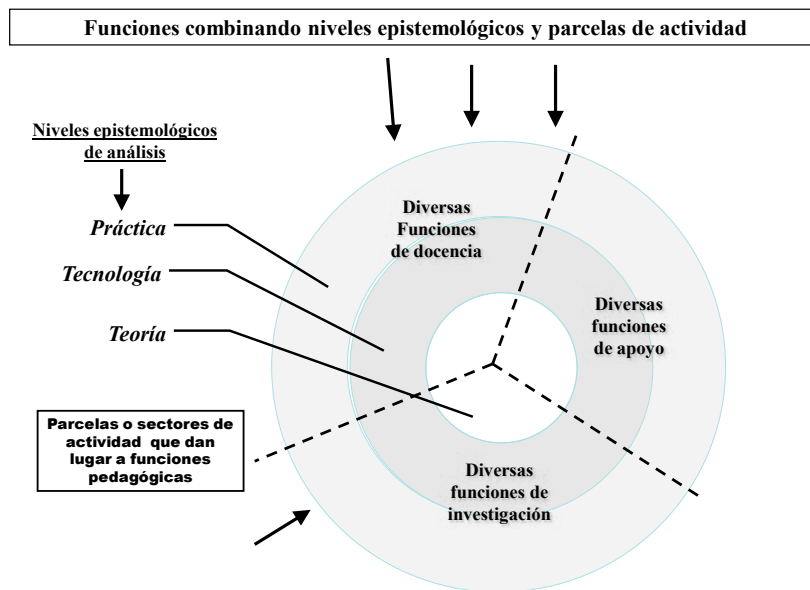 Funciones combinando niveles epistemológicos y parcelas de actividad
Niveles epistemológicos
de análisis
Práctica
Tecnología
Teoría
Diversas
Funciones
de docencia
Diversas
funciones
de apoyo
Parcelas o sectores de
actividad que dan
lugar a funciones
pedagógicas
Diversas
funciones de
investigación